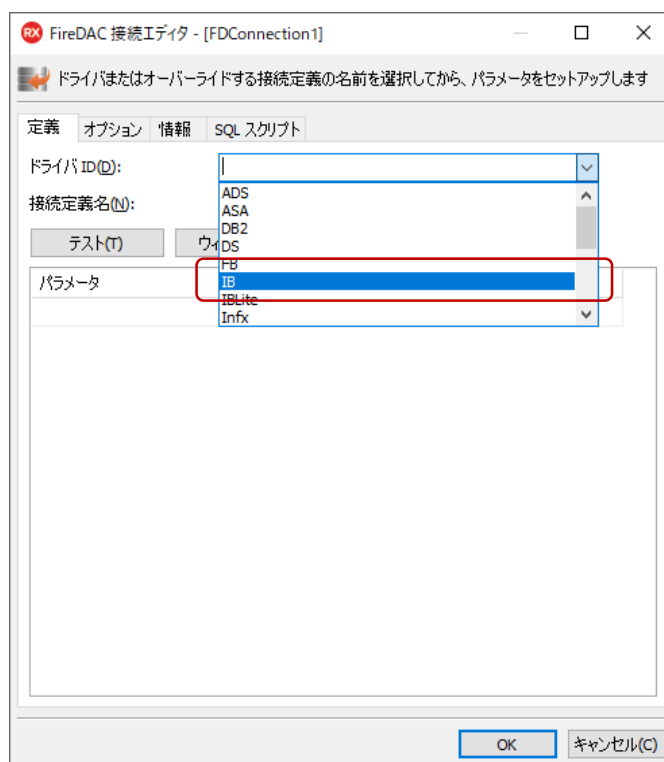 RX FireDAC 接続エディタ - [FDConnection1]
ドライバまたはオーバーライドする接続定義の名前を選択してから、パラメータをセットアップします
定義 オプション 情報 SQL スクリプト
ドライバ ID(D):
接続定義名(N):
テスト(T) ウィ
パラメータ
ADS
ASA
DB2
DS
FB
IB
IBLite
Infx
OK キャンセル(C)